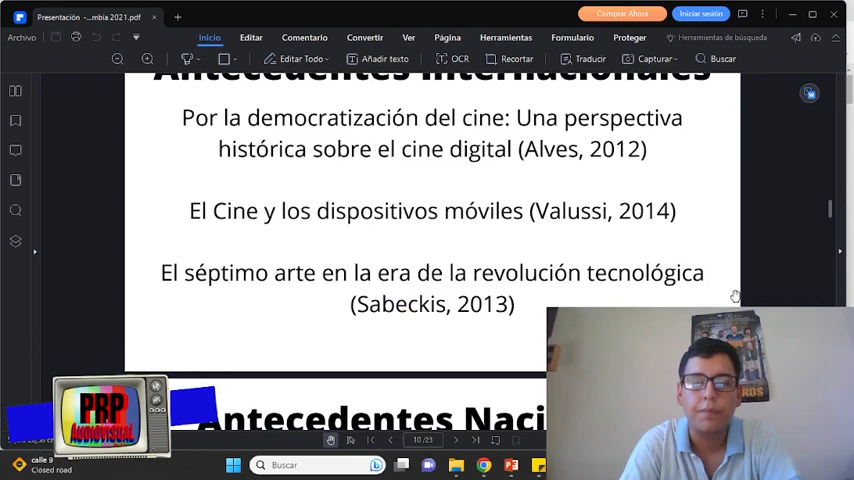 Presentación -...mbia 2021.pdf
Comprar Ahora
Iniciar sesión
Archivo
Inicio
Editar
Comentario
Convertir
Ver
Página
Herramientas
Formulario
Proteger
Herramientas de búsqueda
Editar Todo
Añadir texto
OCR
Recortar
Traducir
Capturar
Buscar
Antecedentes Internacionales
Por la democratización del cine: Una perspectiva
histórica sobre el cine digital (Alves, 2012)
El Cine y los dispositivos móviles (Valussi, 2014)
El séptimo arte en la era de la revolución tecnológica
(Sabeckis, 2013)
PRP
AUDIOVISUAL
Antecedentes Naci
10/23
calle 9
Closed road
Buscar